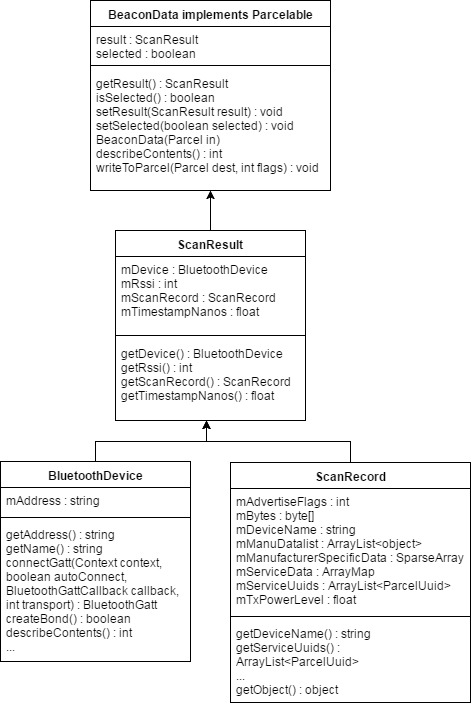 BeaconData implements Parcelable
result : ScanResult
selected : boolean
getResult() : ScanResult
isSelected() : boolean
setResult(ScanResult result) : void
setSelected(boolean selected) : void
BeaconData(Parcel in)
describeContents() : int
writeToParcel(Parcel dest, int flags) : void
ScanResult
mDevice : BluetoothDevice
mRssi : int
mScanRecord : ScanRecord
mTimestampNanos : float
getDevice() : BluetoothDevice
getRssi() : int
getScanRecord() : ScanRecord
getTimestampNanos() : float
BluetoothDevice
mAddress : string
getAddress() : string
getName() : string
connectGatt(Context context,
boolean autoConnect,
BluetoothGattCallback callback,
int transport) : BluetoothGatt
createBond() : boolean
describeContents() : int
...
ScanRecord
mAdvertiseFlags : int
mBytes : byte[]
mDeviceName : string
mManuDatalist : ArrayList<object>
mManufacturerSpecificData : SparseArray
mServiceData : ArrayMap
mServiceUuids : ArrayList<ParcelUuid>
mTxPowerLevel : float
getDeviceName() : string
getServiceUuids() :
ArrayList<ParcelUuid>
...
getObject() : object